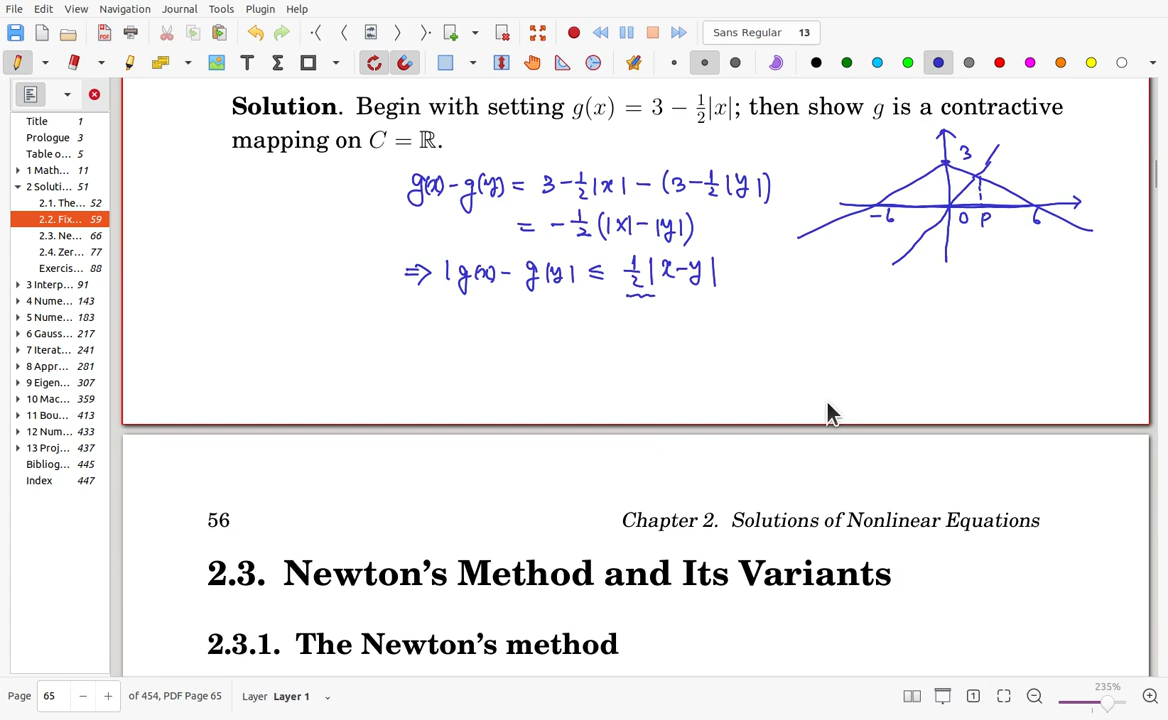 File Edit View Navigation Journal Tools Plugin Help
Sans Regular 13
Title 1
Prologue 3
Table o... 5
1 Math... 11
2 Soluti... 51
2.1. The... 52
2.2. Fix... 59
2.3. Ne... 66
2.4. Zer... 77
Exercis... 88
3 Interp... 91
4 Nume... 143
5 Nume... 183
6 Gauss... 217
7 Iterat... 241
8 Appr... 281
9 Eigen... 307
10 Mac... 359
11 Bou... 413
12 Num... 433
13 Proj... 437
Bibliog... 445
Index 447
Solution. Begin with setting g(x) = 3 − ½|x|; then show g is a contractive
mapping on C = ℝ.
g(x) - g(y) = 3 - ½|x| - (3 - ½|y|)
= - ½ (|x| - |y|)
⇒ |g(x) - g(y| ≤ ½|x - y|
3
-6 0 P 6
56 Chapter 2. Solutions of Nonlinear Equations
2.3. Newton's Method and Its Variants
2.3.1. The Newton's method
Page 65 of 454, PDF Page 65 Layer Layer 1 235%